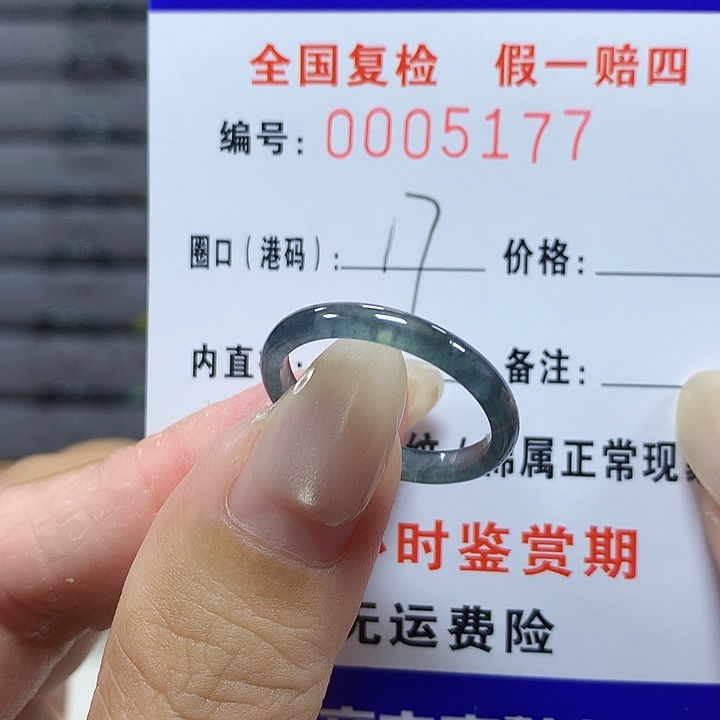 全国复检 假一赔四
编号: 0005177
圈口(港码): 17 价格:
内直 : 备注:
属正常现
小时鉴赏期
元运费险